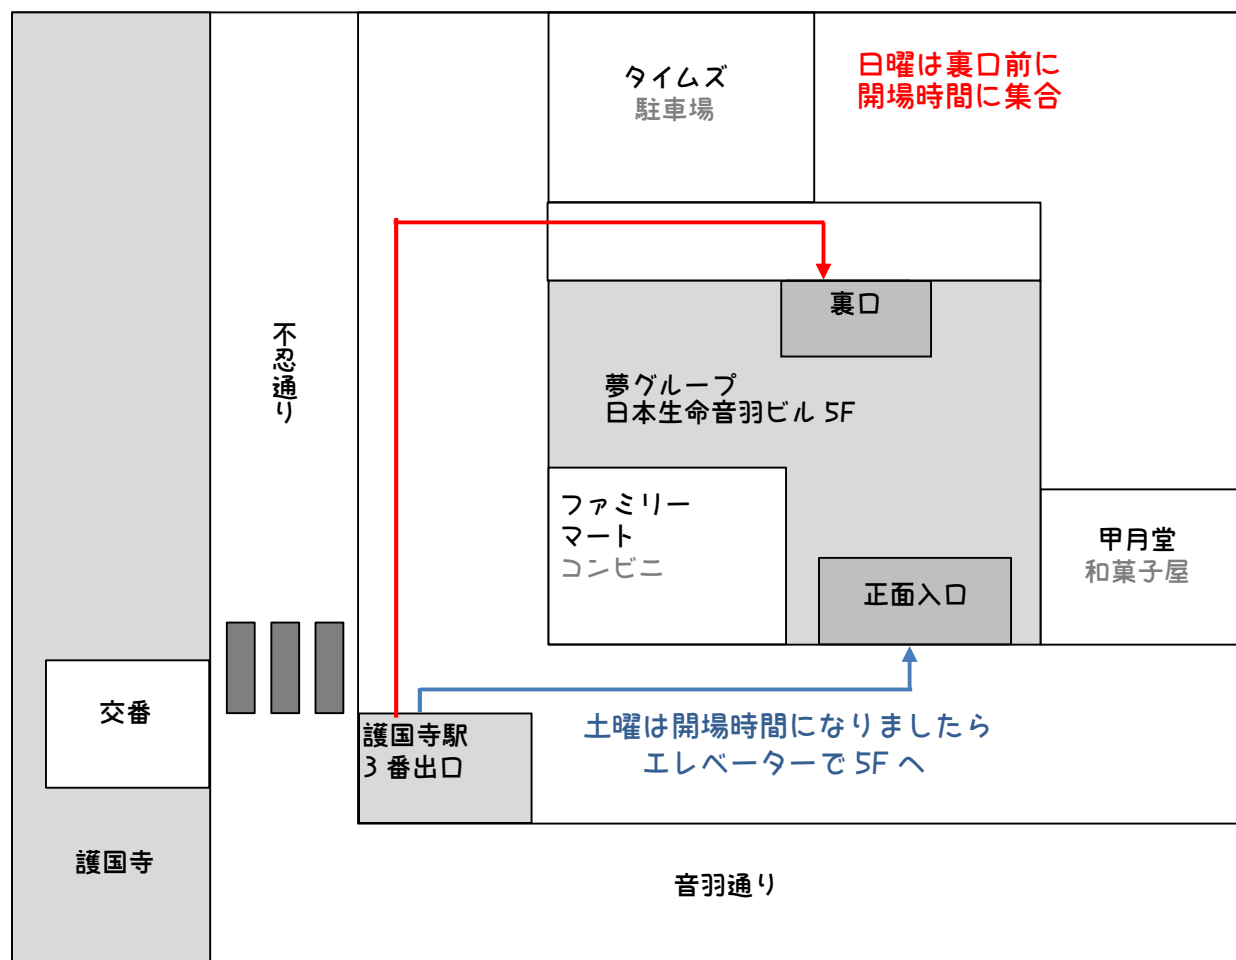 タイムズ
駐車場
日曜は裏口前に
開場時間に集合
裏口
不忍通り
夢グループ
日本生命音羽ビル 5F
ファミリー
マート
コンビニ
甲月堂
和菓子屋
正面入口
交番
護国寺駅
3 番出口
土曜は開場時間になりましたら
エレベーターで 5F へ
護国寺
音羽通り